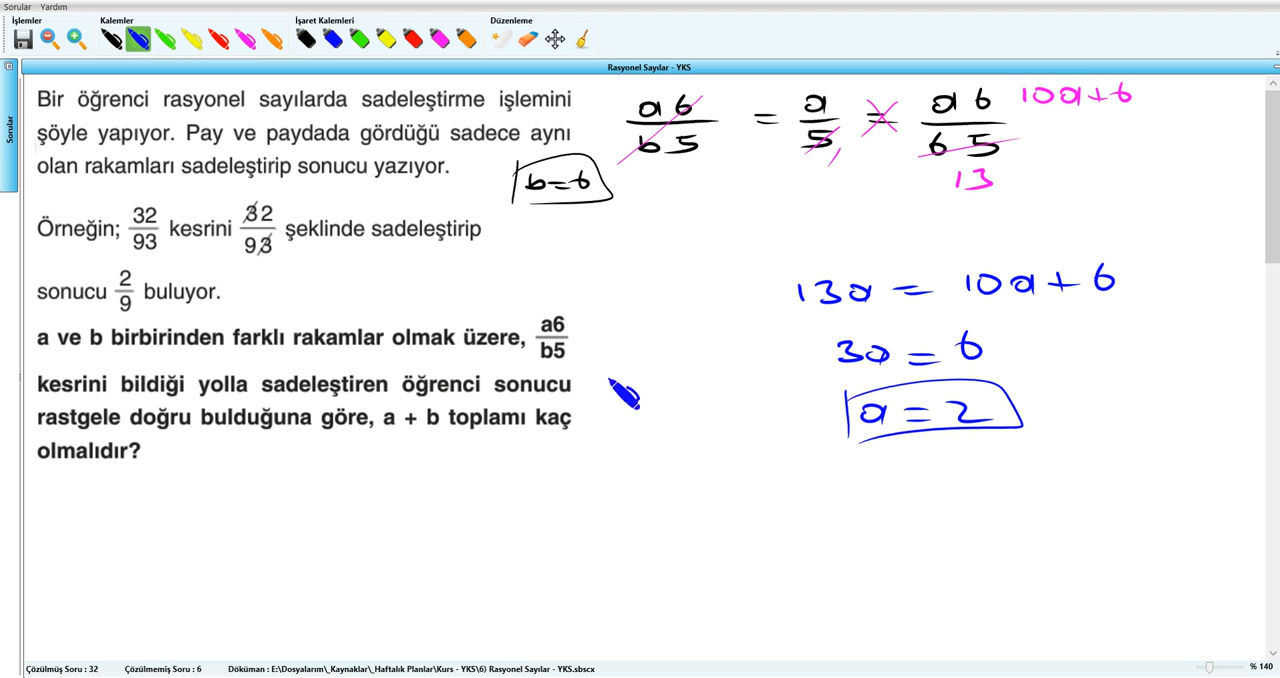 Sorular Yardım
İşlemler Kalemler İşaret Kalemleri Düzenleme
Rasyonel Sayılar - YKS
Sorular
Bir öğrenci rasyonel sayılarda sadeleştirme işlemini
şöyle yapıyor. Pay ve paydada gördüğü sadece aynı
olan rakamları sadeleştirip sonucu yazıyor.
Örneğin; 32/93 kesrini 32/93 şeklinde sadeleştirip
sonucu 2/9 buluyor.
a ve b birbirinden farklı rakamlar olmak üzere, a6/b5
kesrini bildiği yolla sadeleştiren öğrenci sonucu
rastgele doğru bulduğuna göre, a + b toplamı kaç
olmalıdır?
a6/b5 = a/5 = a6/65 10a+6
13
b=6
13a = 10a+6
3a = 6
a = 2
Çözülmüş Soru : 32 Çözülmemiş Soru : 6 Döküman : E:\Dosyalarım\_Kaynaklar\_Haftalık Planlar\Kurs - YKS\6) Rasyonel Sayılar - YKS.sbscx % 140